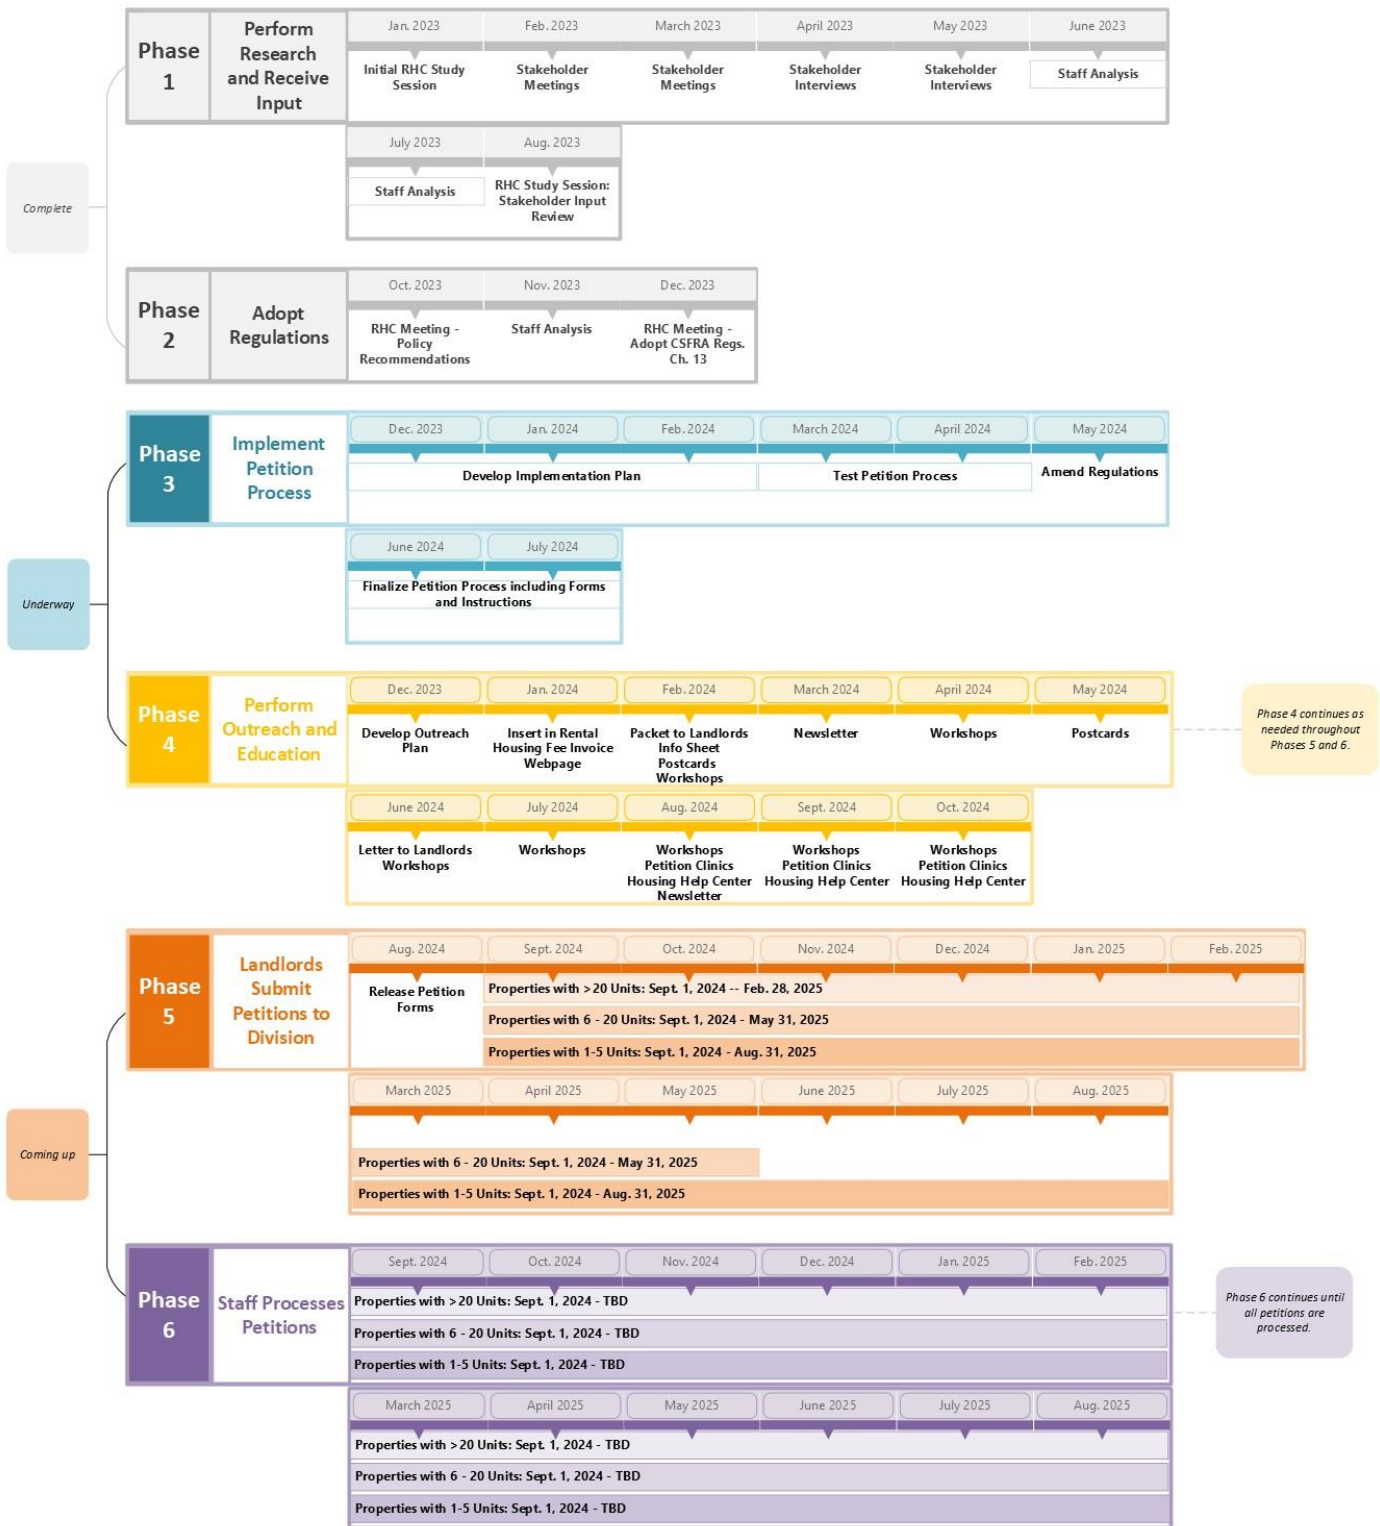 Complete
Phase
1
Perform
Research
and Receive
Input
Jan. 2023
Feb. 2023
March 2023
April 2023
May 2023
June 2023
Initial RHC Study
Session
Stakeholder
Meetings
Stakeholder
Meetings
Stakeholder
Interviews
Stakeholder
Interviews
Staff Analysis
July 2023
Aug. 2023
Staff Analysis
RHC Study Session:
Stakeholder Input
Review
Phase
2
Adopt
Regulations
Oct. 2023
Nov. 2023
Dec. 2023
RHC Meeting -
Policy
Recommendations
Staff Analysis
RHC Meeting -
Adopt CSFRA Regs.
Ch. 13
Underway
Phase
3
Implement
Petition
Process
Dec. 2023
Jan. 2024
Feb. 2024
March 2024
April 2024
May 2024
Develop Implementation Plan
Test Petition Process
Amend Regulations
June 2024
July 2024
Finalize Petition Process including Forms
and Instructions
Phase
4
Perform
Outreach and
Education
Dec. 2023
Jan. 2024
Feb. 2024
March 2024
April 2024
May 2024
Develop Outreach
Plan
Insert in Rental
Housing Fee Invoice
Webpage
Packet to Landlords
Info Sheet
Postcards
Workshops
Newsletter
Workshops
Postcards
Phase 4 continues as
needed throughout
Phases 5 and 6.
June 2024
July 2024
Aug. 2024
Sept. 2024
Oct. 2024
Letter to Landlords
Workshops
Workshops
Workshops
Petition Clinics
Housing Help Center
Newsletter
Workshops
Petition Clinics
Housing Help Center
Workshops
Petition Clinics
Housing Help Center
Coming up
Phase
5
Landlords
Submit
Petitions to
Division
Aug. 2024
Sept. 2024
Oct. 2024
Nov. 2024
Dec. 2024
Jan. 2025
Feb. 2025
Release Petition
Forms
Properties with >20 Units: Sept. 1, 2024 -- Feb. 28, 2025
Properties with 6 - 20 Units: Sept. 1, 2024 - May 31, 2025
Properties with 1-5 Units: Sept. 1, 2024 - Aug. 31, 2025
March 2025
April 2025
May 2025
June 2025
July 2025
Aug. 2025
Properties with 6 - 20 Units: Sept. 1, 2024 - May 31, 2025
Properties with 1-5 Units: Sept. 1, 2024 - Aug. 31, 2025
Phase
6
Staff Processes
Petitions
Sept. 2024
Oct. 2024
Nov. 2024
Dec. 2024
Jan. 2025
Feb. 2025
Properties with >20 Units: Sept. 1, 2024 - TBD
Properties with 6 - 20 Units: Sept. 1, 2024 - TBD
Properties with 1-5 Units: Sept. 1, 2024 - TBD
Phase 6 continues until
all petitions are
processed.
March 2025
April 2025
May 2025
June 2025
July 2025
Aug. 2025
Properties with >20 Units: Sept. 1, 2024 - TBD
Properties with 6 - 20 Units: Sept. 1, 2024 - TBD
Properties with 1-5 Units: Sept. 1, 2024 - TBD